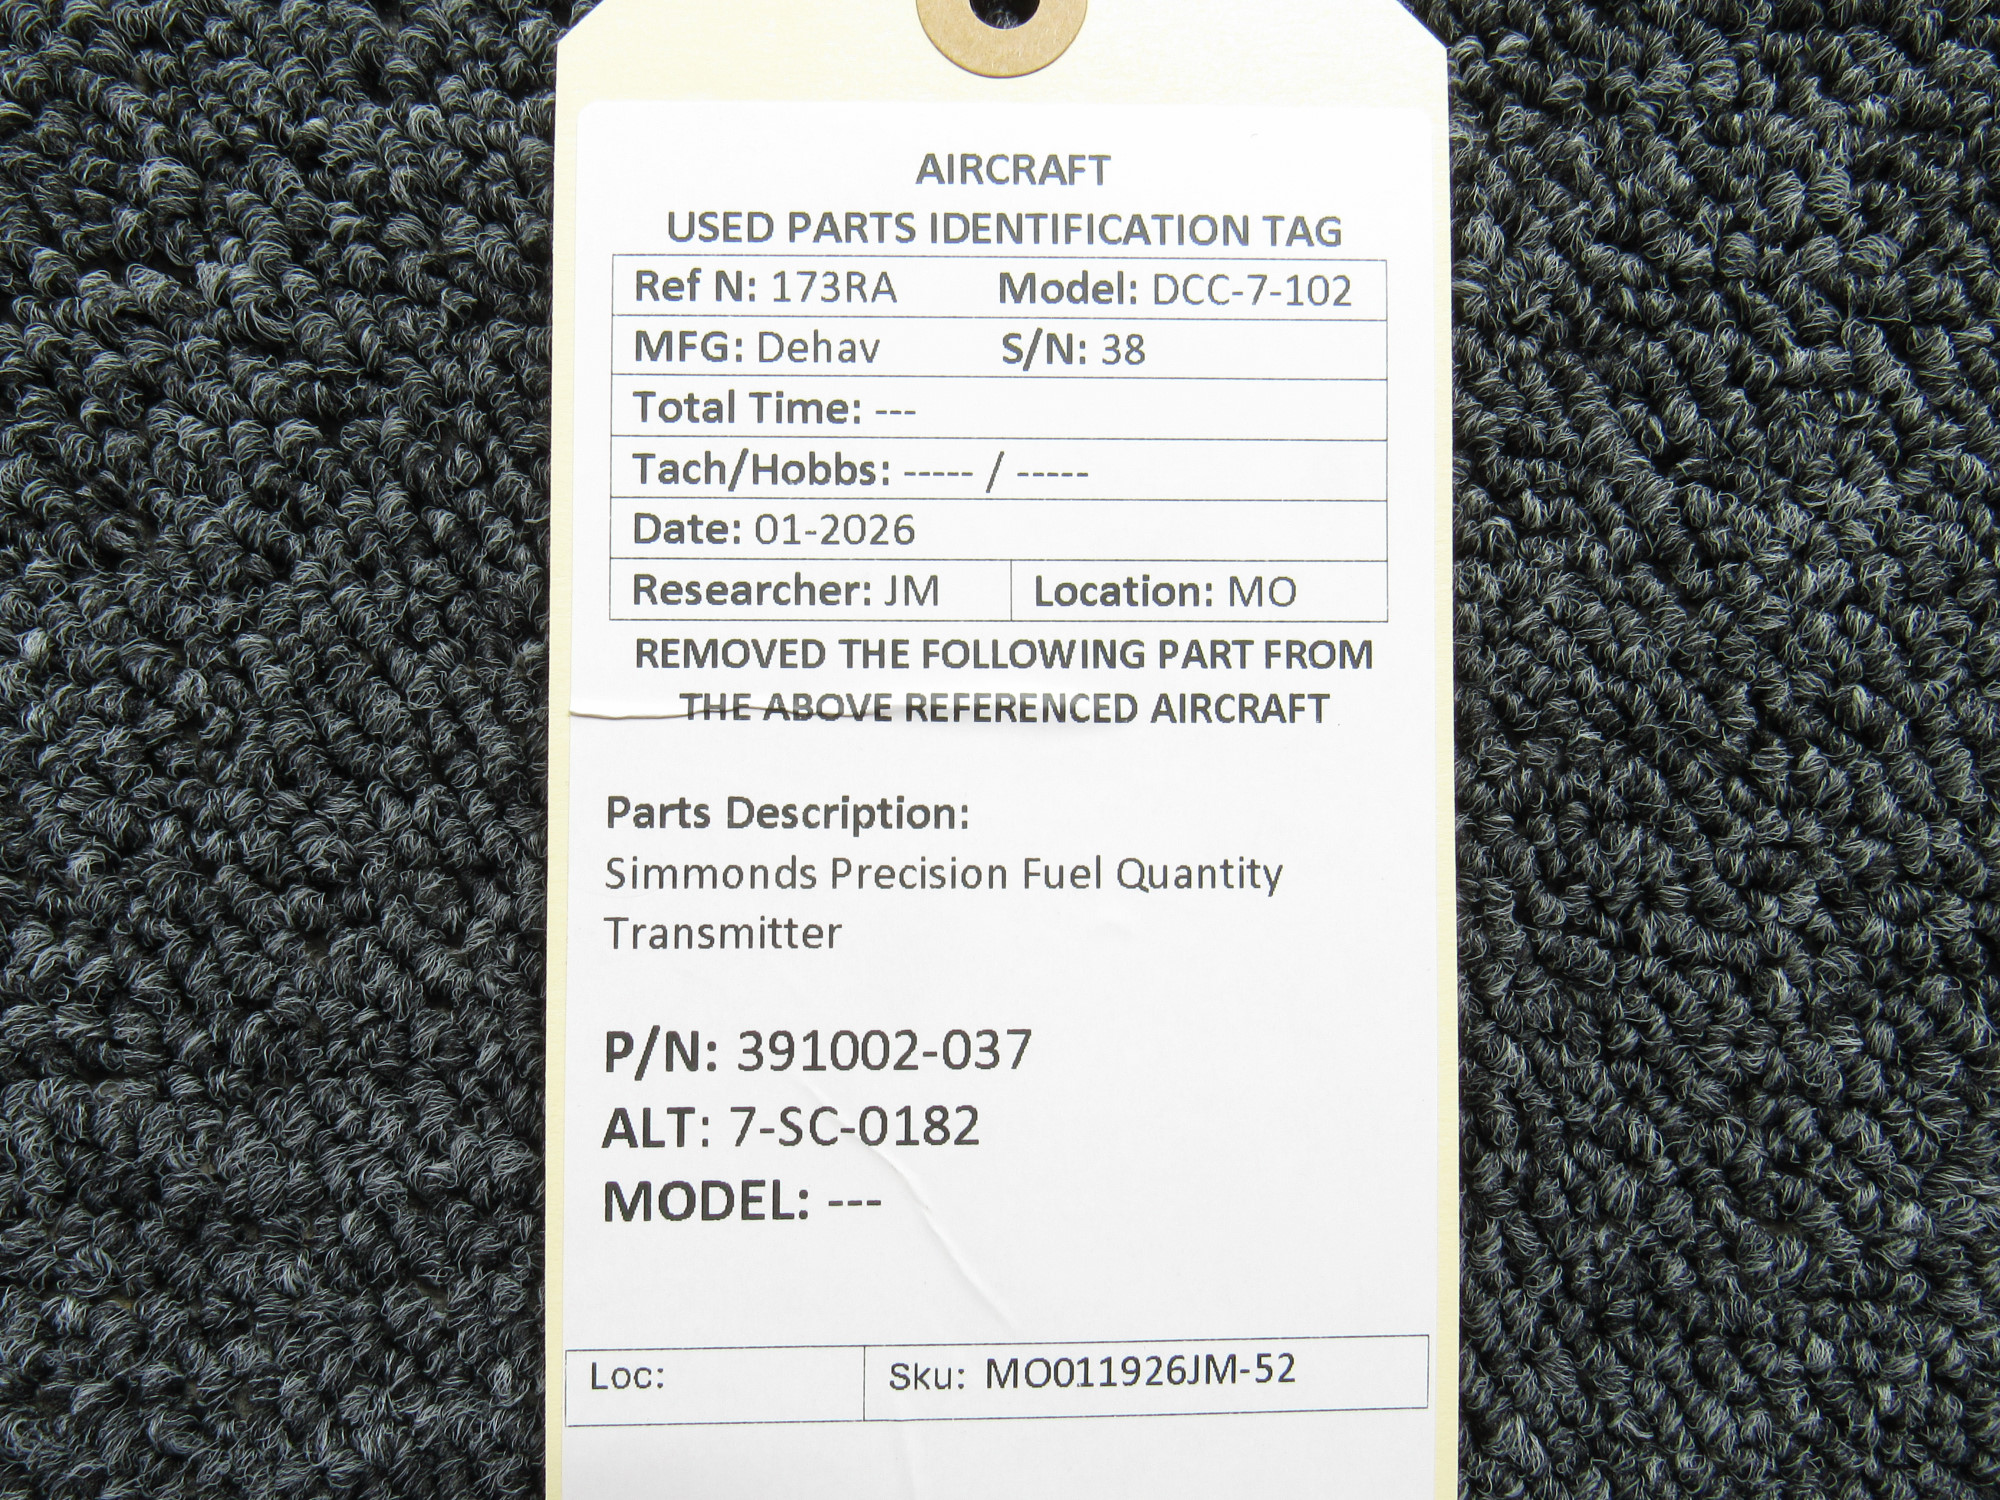 AIRCRAFT
USED PARTS IDENTIFICATION TAG
Ref N: 173RA Model: DCC-7-102
MFG: Dehav S/N: 38
Total Time: ---
Tach/Hobbs: ----- / -----
Date: 01-2026
Researcher: JM Location: MO
REMOVED THE FOLLOWING PART FROM
THE ABOVE REFERENCED AIRCRAFT
Parts Description:
Simmonds Precision Fuel Quantity
Transmitter
P/N: 391002-037
ALT: 7-SC-0182
MODEL: ---
Loc: Sku: MO011926JM-52